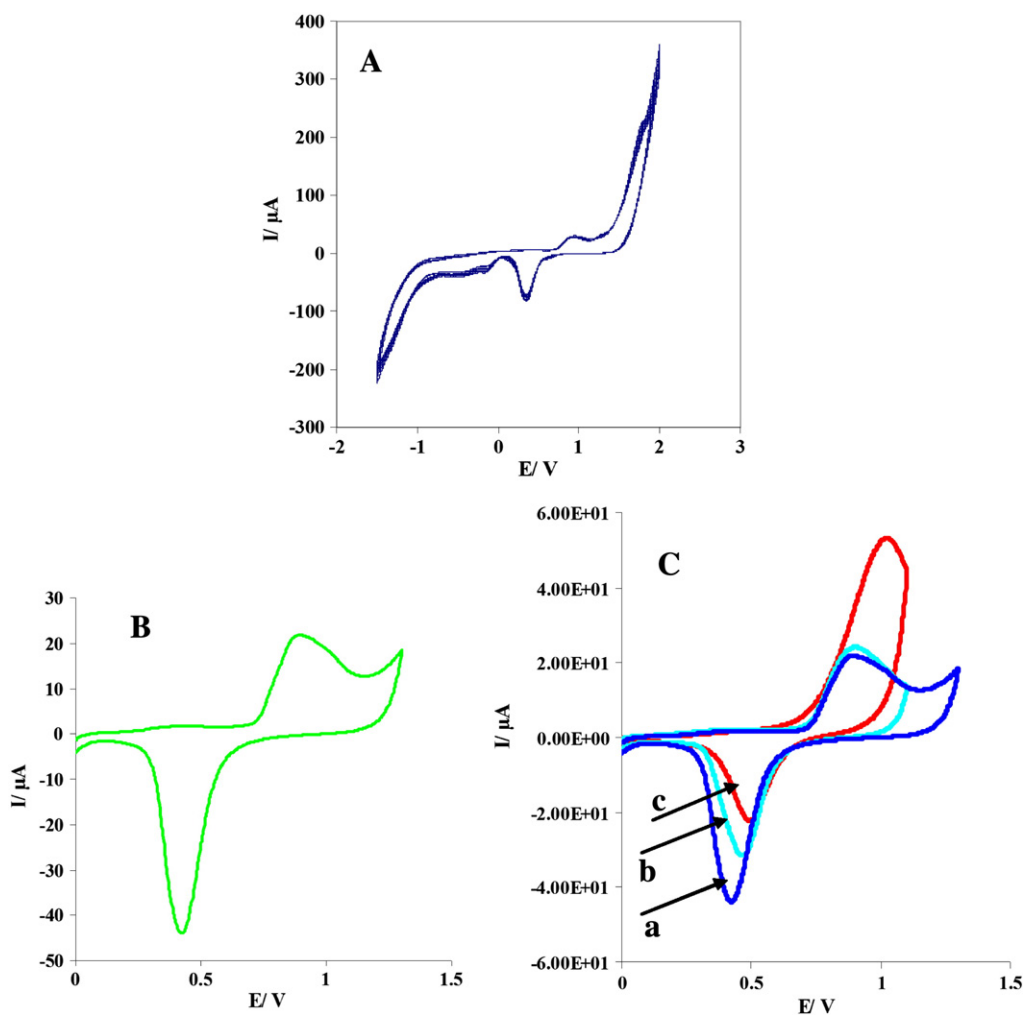 A
400
300
200
100
0
-100
-200
-300
I/ µA
-2 -1 0 1 2 3
E/ V
B
30
20
10
0
-10
-20
-30
-40
-50
I/ µA
0 0.5 1 1.5
E/ V
C
6.00E+01
4.00E+01
2.00E+01
0.00E+00
-2.00E+01
-4.00E+01
-6.00E+01
I/ µA
c
b
a
0 0.5 1 1.5
E/ V